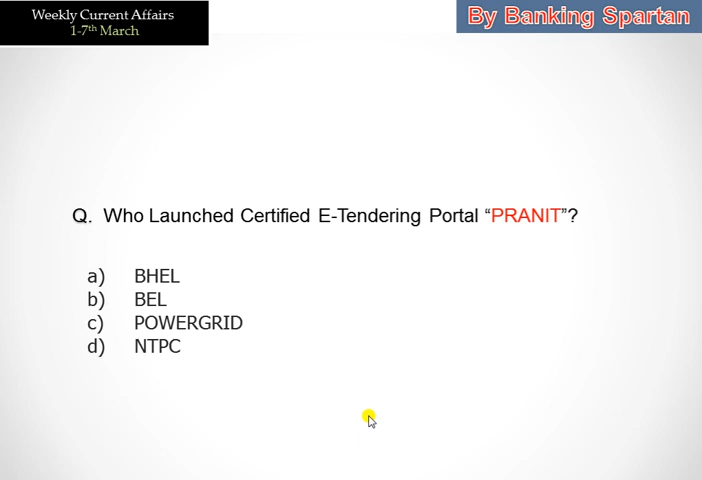 Weekly Current Affairs
1-7th March
By Banking Spartan
Q. Who Launched Certified E-Tendering Portal “PRANIT”?
a) BHEL
b) BEL
c) POWERGRID
d) NTPC